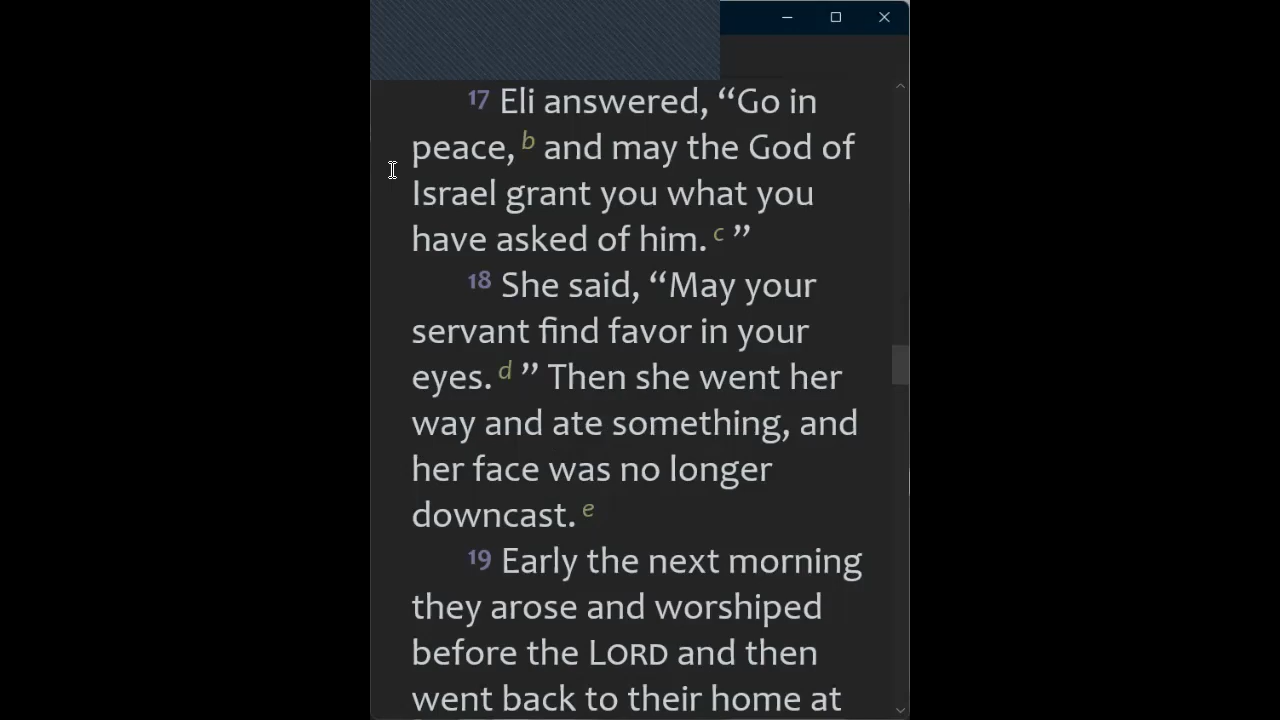 17 Eli answered, “Go in
peace, b and may the God of
Israel grant you what you
have asked of him. c ”
18 She said, “May your
servant find favor in your
eyes. d ” Then she went her
way and ate something, and
her face was no longer
downcast. e
19 Early the next morning
they arose and worshiped
before the LORD and then
went back to their home at